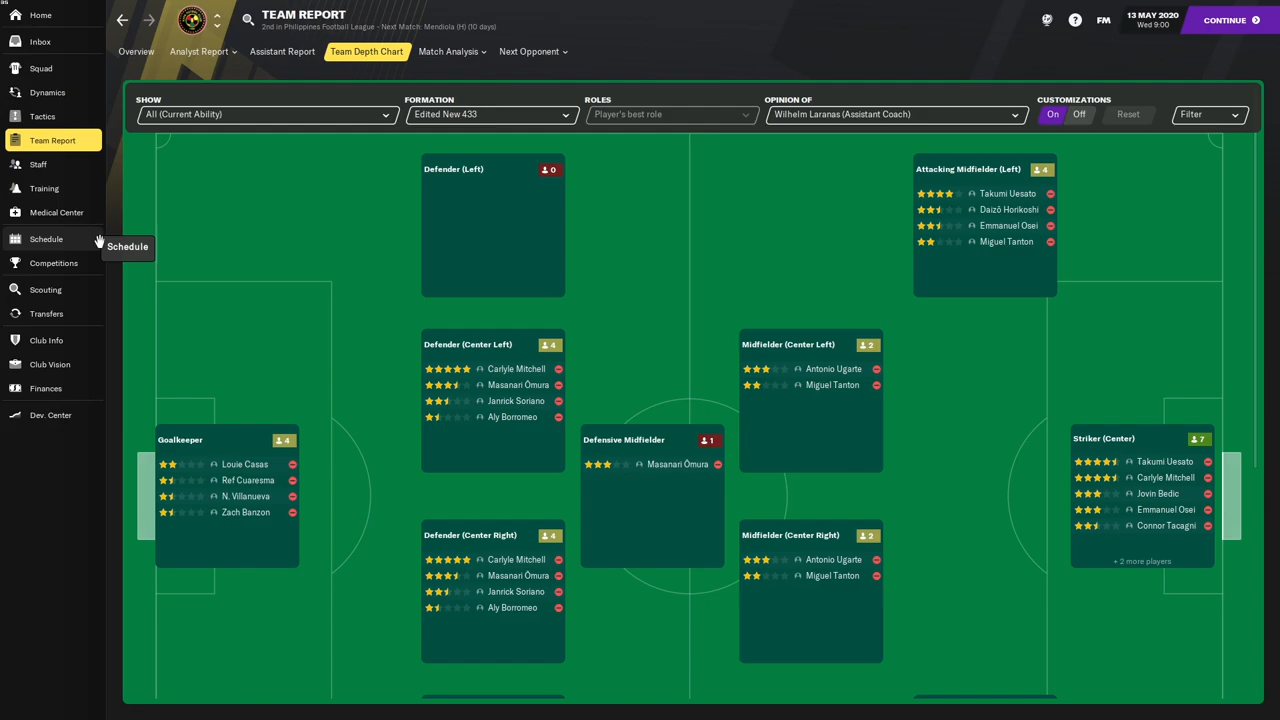 Home
Inbox
Squad
Dynamics
Tactics
Team Report
Staff
Training
Medical Center
Schedule
Competitions
Scouting
Transfers
Club Info
Club Vision
Finances
Dev. Center
Schedule
TEAM REPORT
2nd in Philippines Football League - Next Match: Mendiola (H) (10 days)
FM
13 MAY 2020
Wed 9:00
CONTINUE
Overview
Analyst Report
Assistant Report
Team Depth Chart
Match Analysis
Next Opponent
SHOW
All (Current Ability)
FORMATION
Edited New 433
ROLES
Player's best role
OPINION OF
Wilhelm Laranas (Assistant Coach)
CUSTOMIZATIONS
On Off Reset
Filter
Defender (Left) 0
Attacking Midfielder (Left) 4
Takumi Uesato
Daizō Horikoshi
Emmanuel Osei
Miguel Tanton
Defender (Center Left) 4
Carlyle Mitchell
Masanari Ōmura
Janrick Soriano
Aly Borromeo
Midfielder (Center Left) 2
Antonio Ugarte
Miguel Tanton
Goalkeeper 4
Louie Casas
Ref Cuaresma
N. Villanueva
Zach Banzon
Defensive Midfielder 1
Masanari Ōmura
Striker (Center) 7
Takumi Uesato
Carlyle Mitchell
Jovin Bedic
Emmanuel Osei
Connor Tacagni
+ 2 more players
Defender (Center Right) 4
Carlyle Mitchell
Masanari Ōmura
Janrick Soriano
Aly Borromeo
Midfielder (Center Right) 2
Antonio Ugarte
Miguel Tanton